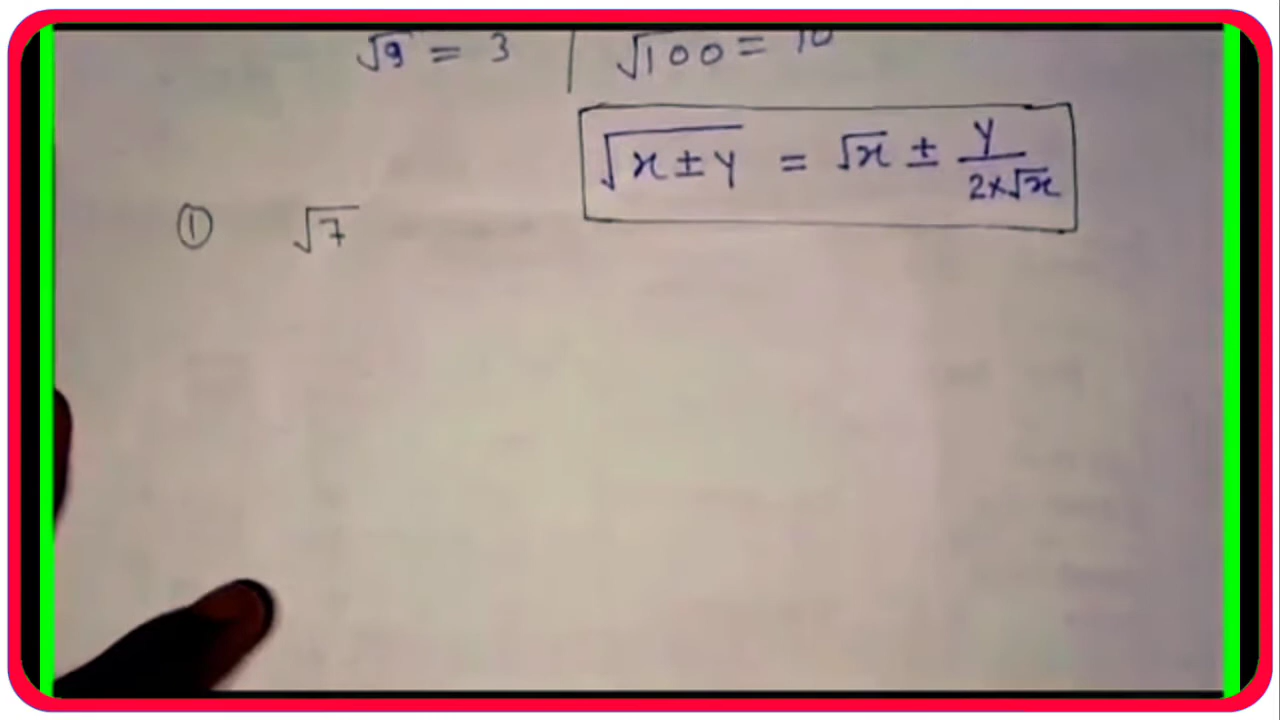 √9 = 3 | √100 = 10
√(x ± y) = √x ± y/(2×√x)
① √7